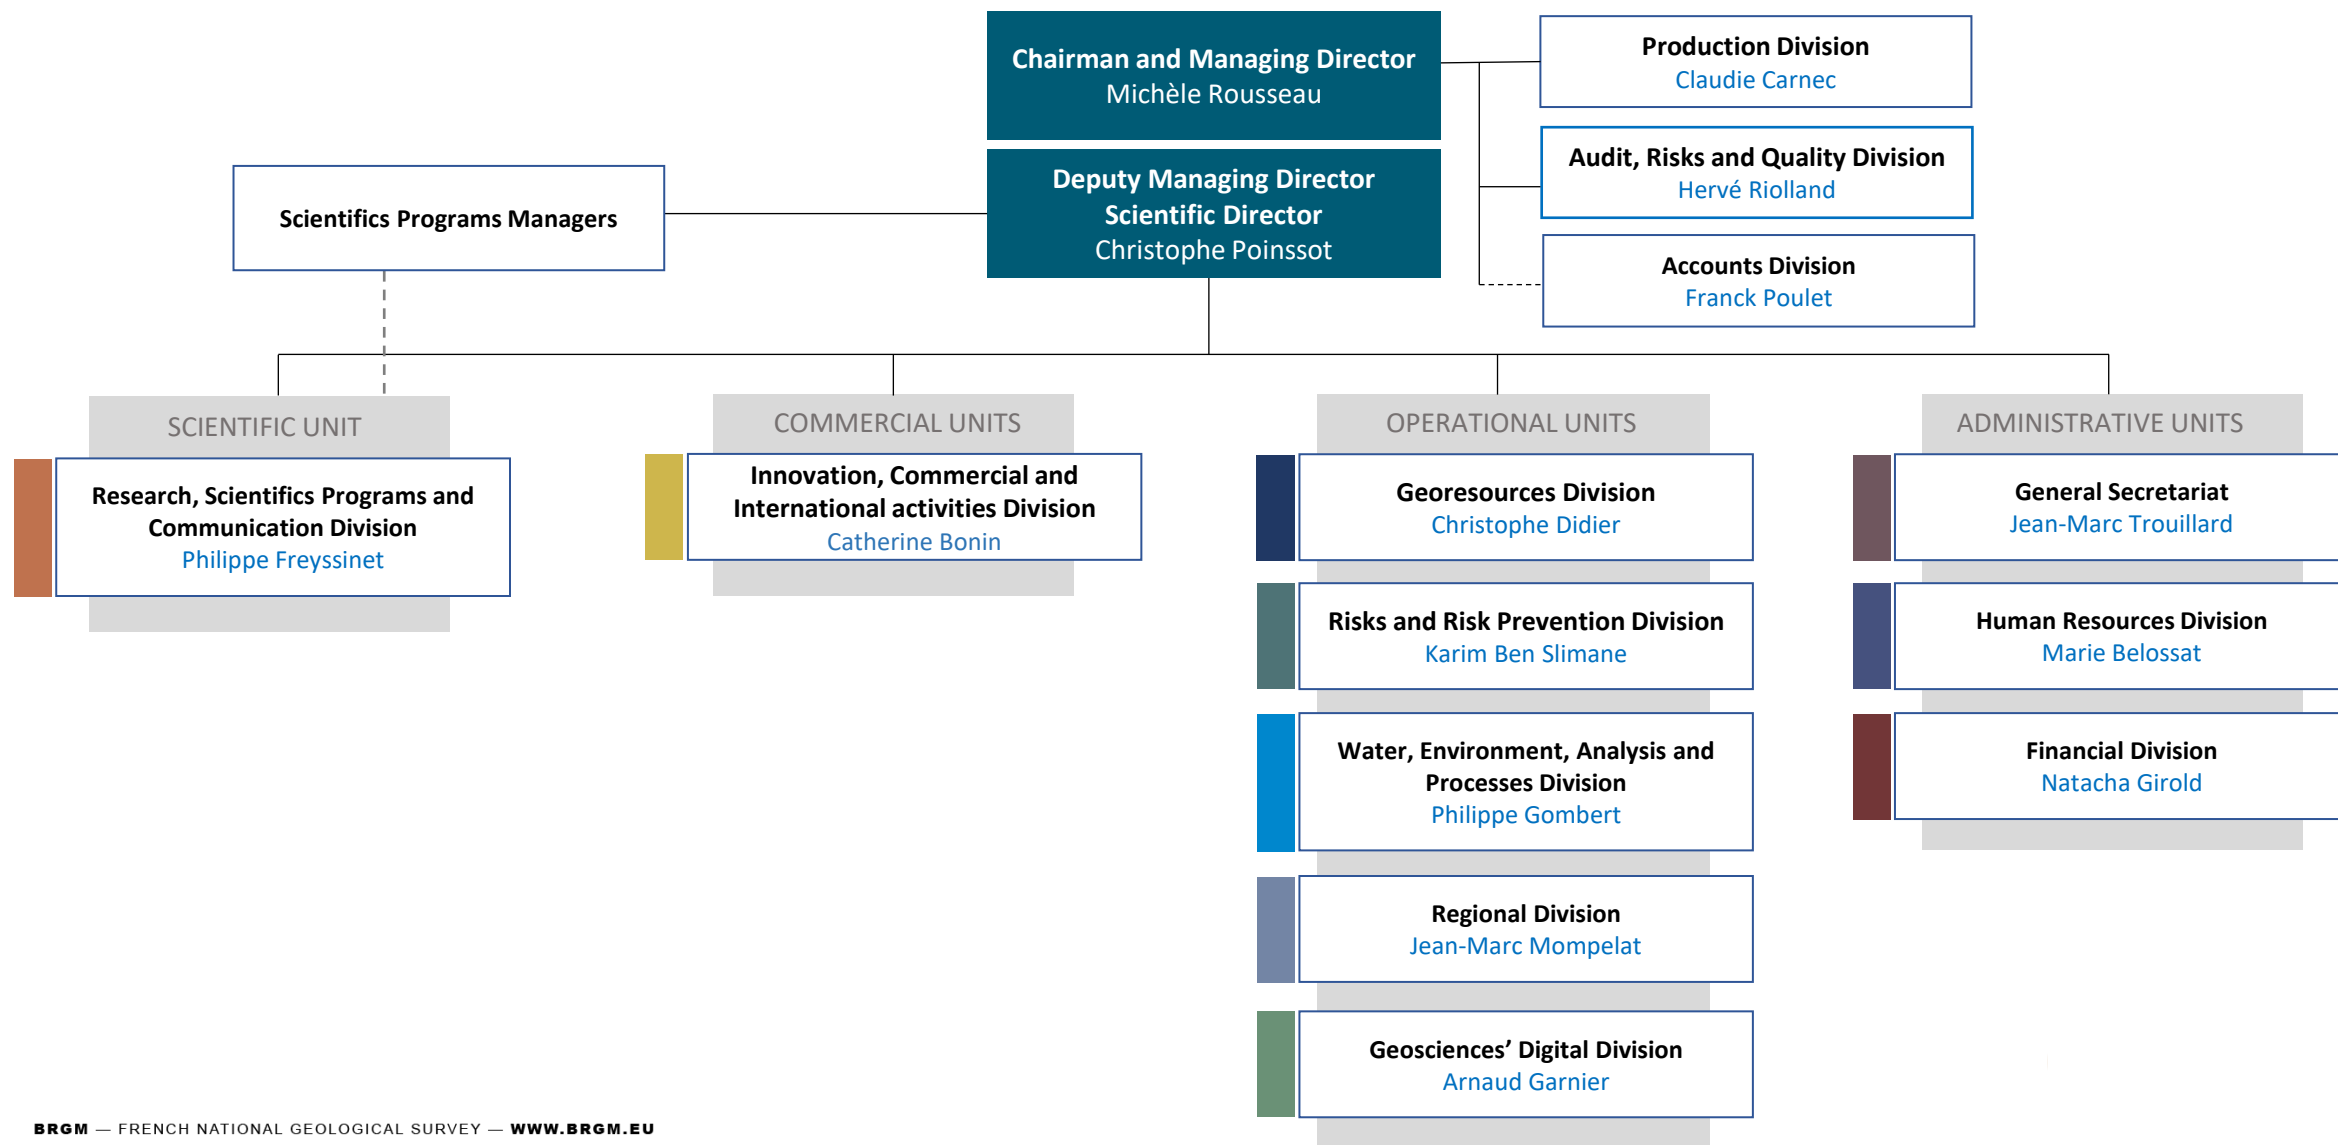 Chairman and Managing Director
Michèle Rousseau
Production Division
Claudie Carnec
Audit, Risks and Quality Division
Hervé Riolland
Accounts Division
Franck Poulet
Deputy Managing Director
Scientific Director
Christophe Poinssot
Scientifics Programs Managers
SCIENTIFIC UNIT
Research, Scientifics Programs and
Communication Division
Philippe Freyssinet
COMMERCIAL UNITS
Innovation, Commercial and
International activities Division
Catherine Bonin
OPERATIONAL UNITS
Georesources Division
Christophe Didier
Risks and Risk Prevention Division
Karim Ben Slimane
Water, Environment, Analysis and
Processes Division
Philippe Gombert
Regional Division
Jean-Marc Mompelat
Geosciences’ Digital Division
Arnaud Garnier
ADMINISTRATIVE UNITS
General Secretariat
Jean-Marc Trouillard
Human Resources Division
Marie Belossat
Financial Division
Natacha Girold
BRGM — FRENCH NATIONAL GEOLOGICAL SURVEY — WWW.BRGM.EU